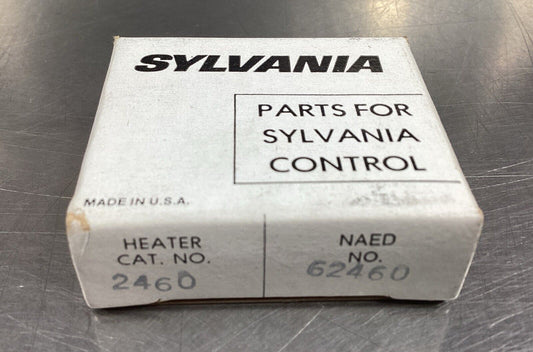 SYLVANIA
PARTS FOR
SYLVANIA
CONTROL
MADE IN U.S.A.
HEATER
CAT. NO.
2460
NAED
NO.
62460